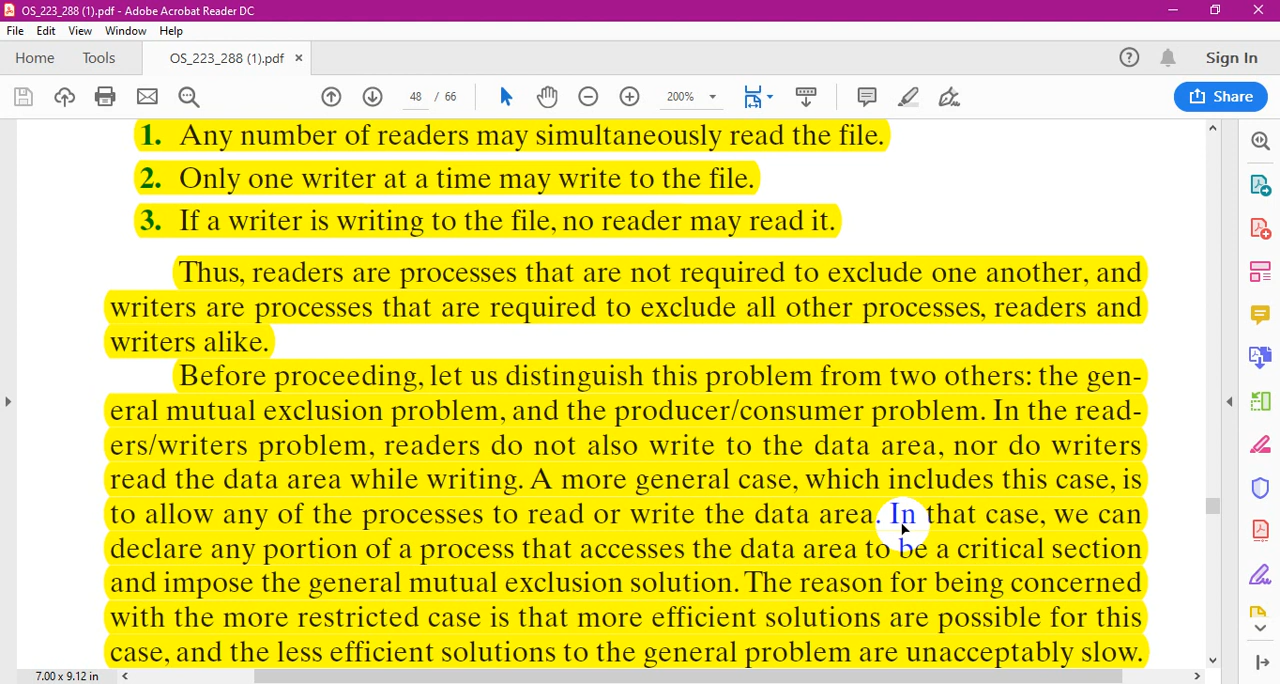 OS_223_288 (1).pdf - Adobe Acrobat Reader DC
File Edit View Window Help
Home Tools OS_223_288 (1).pdf × Sign In
48 / 66 200% Share
1. Any number of readers may simultaneously read the file.
2. Only one writer at a time may write to the file.
3. If a writer is writing to the file, no reader may read it.
Thus, readers are processes that are not required to exclude one another, and
writers are processes that are required to exclude all other processes, readers and
writers alike.
Before proceeding, let us distinguish this problem from two others: the gen-
eral mutual exclusion problem, and the producer/consumer problem. In the read-
ers/writers problem, readers do not also write to the data area, nor do writers
read the data area while writing. A more general case, which includes this case, is
to allow any of the processes to read or write the data area. In that case, we can
declare any portion of a process that accesses the data area to be a critical section
and impose the general mutual exclusion solution. The reason for being concerned
with the more restricted case is that more efficient solutions are possible for this
case, and the less efficient solutions to the general problem are unacceptably slow.
7.00 x 9.12 in